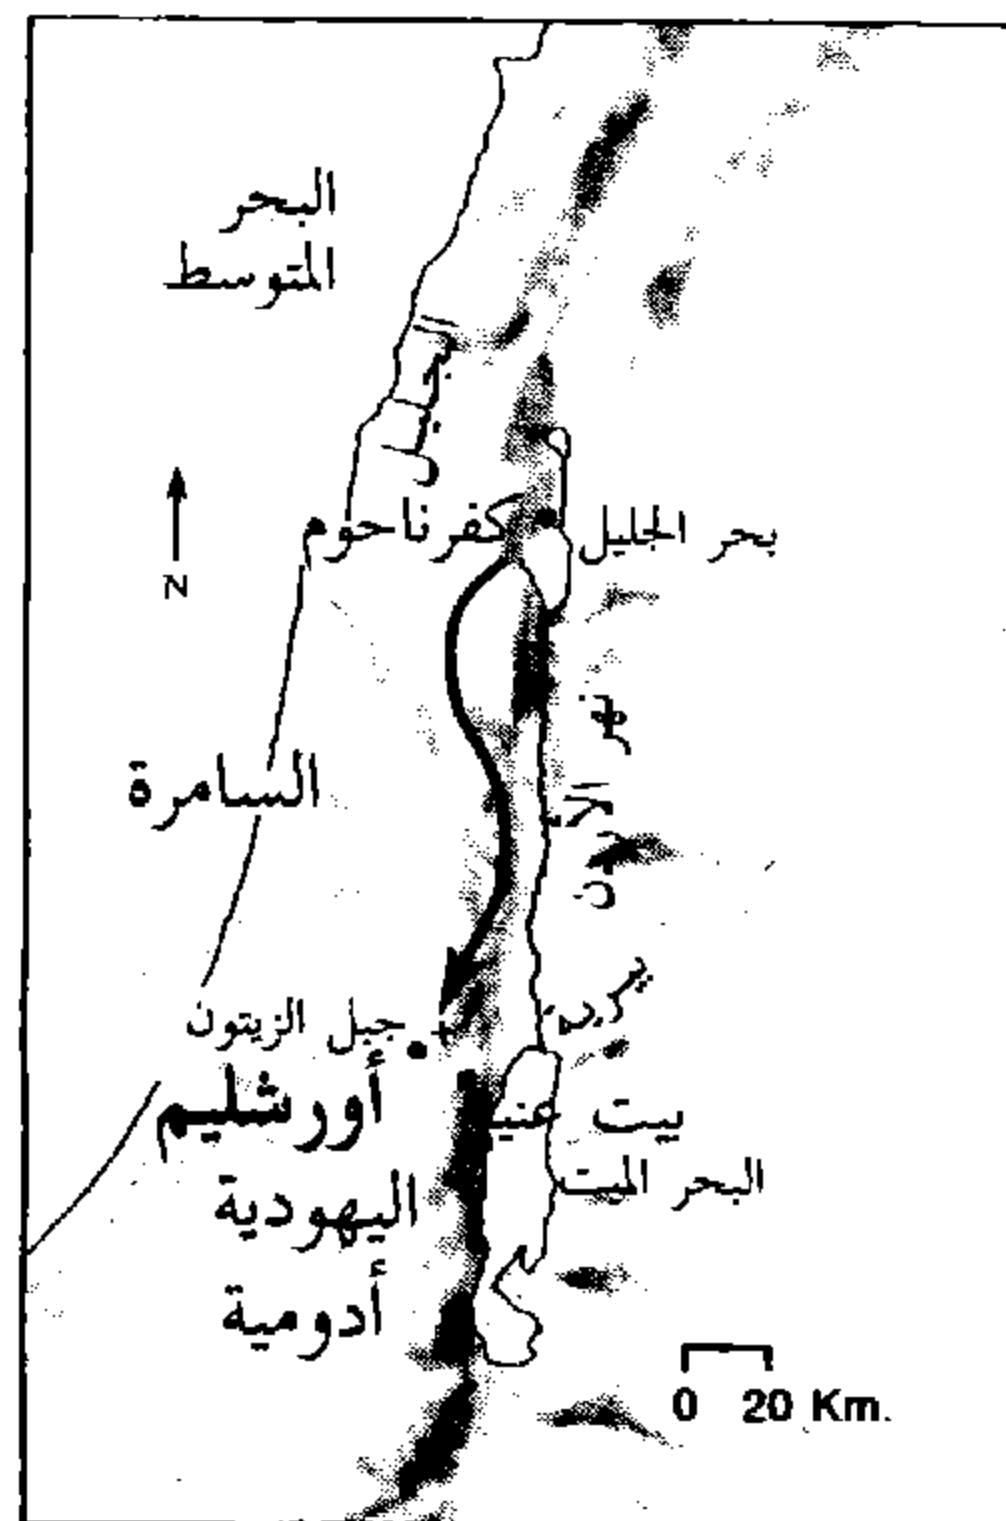 البحر
المتوسط
الجليل
كفرناحوم
بحر الجليل
N
نهر الأردن
السامرة
بيرية
جبل الزيتون
أورشليم
بيت عنيا
اليهودية
البحر الميت
أدومية
0 20 Km.